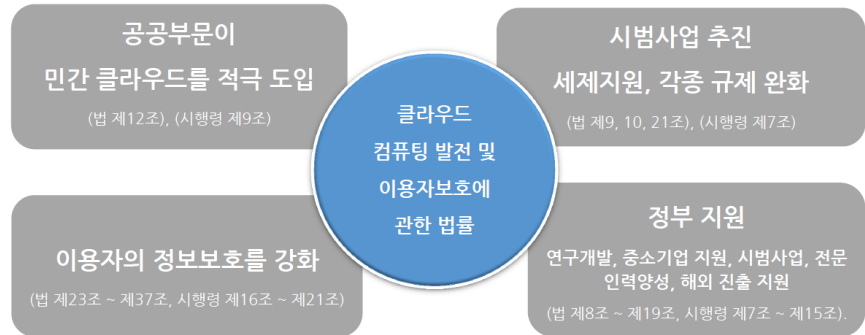 공공부문이
민간 클라우드를 적극 도입
(법 제12조), (시행령 제9조)
시범사업 추진
세제지원, 각종 규제 완화
(법 제9, 10, 21조), (시행령 제7조)
클라우드
컴퓨팅 발전 및
이용자보호에
관한 법률
이용자의 정보보호를 강화
(법 제23조 ~ 제37조, 시행령 제16조 ~ 제21조)
정부 지원
연구개발, 중소기업 지원, 시범사업, 전문
인력양성, 해외 진출 지원
(법 제8조 ~ 제19조, 시행령 제7조 ~ 제15조).